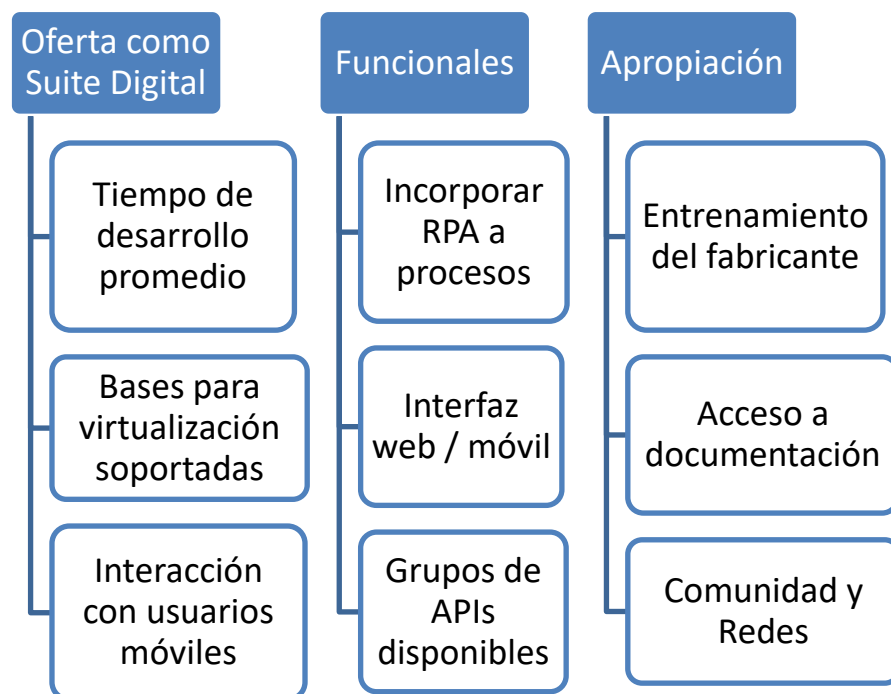 Oferta como
Suite Digital
Tiempo de
desarrollo
promedio
Bases para
virtualización
soportadas
Interacción
con usuarios
móviles
Funcionales
Incorporar
RPA a
procesos
Interfaz
web / móvil
Grupos de
APIs
disponibles
Apropiación
Entrenamiento
del fabricante
Acceso a
documentación
Comunidad y
Redes